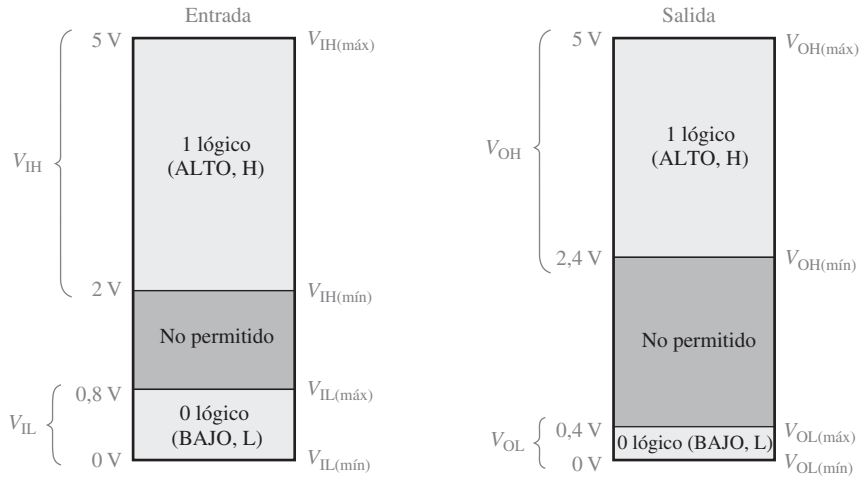 Entrada
5 V
V_IH(máx)
V_IH
1 lógico
(ALTO, H)
2 V
V_IH(mín)
No permitido
0,8 V
V_IL(máx)
V_IL
0 lógico
(BAJO, L)
0 V
V_IL(mín)
Salida
5 V
V_OH(máx)
V_OH
1 lógico
(ALTO, H)
2,4 V
V_OH(mín)
No permitido
0,4 V
V_OL(máx)
V_OL
0 lógico (BAJO, L)
0 V
V_OL(mín)